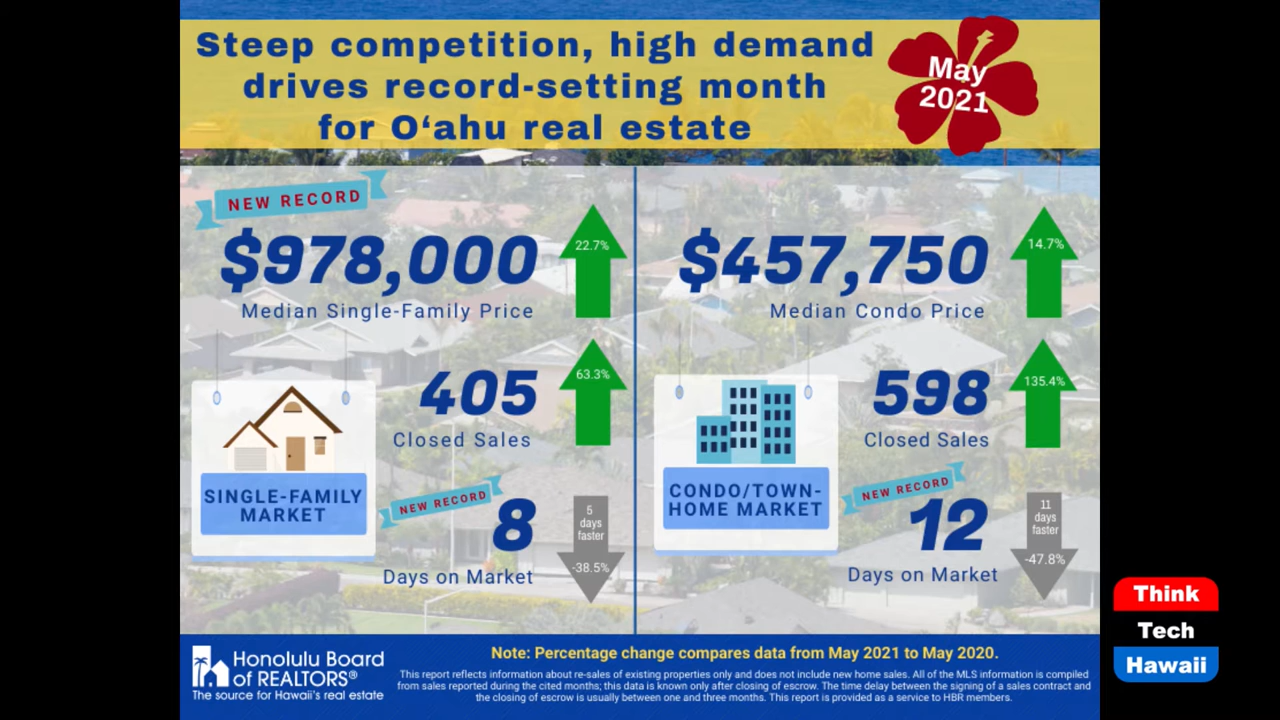 Steep competition, high demand
drives record-setting month
for Oʻahu real estate
May
2021
NEW RECORD
$978,000
22.7%
Median Single-Family Price
405
63.3%
Closed Sales
SINGLE-FAMILY
MARKET
NEW RECORD
8
5
days
faster
-38.5%
Days on Market
$457,750
14.7%
Median Condo Price
598
135.4%
Closed Sales
CONDO/TOWN-
HOME MARKET
NEW RECORD
12
11
days
faster
-47.8%
Days on Market
Honolulu Board
of REALTORS®
The source for Hawaii's real estate
Note: Percentage change compares data from May 2021 to May 2020.
This report reflects information about re-sales of existing properties only and does not include new home sales. All of the MLS information is compiled
from sales reported during the cited months; this data is known only after closing of escrow. The time delay between the signing of a sales contract and
the closing of escrow is usually between one and three months. This report is provided as a service to HBR members.
Think
Tech
Hawaii